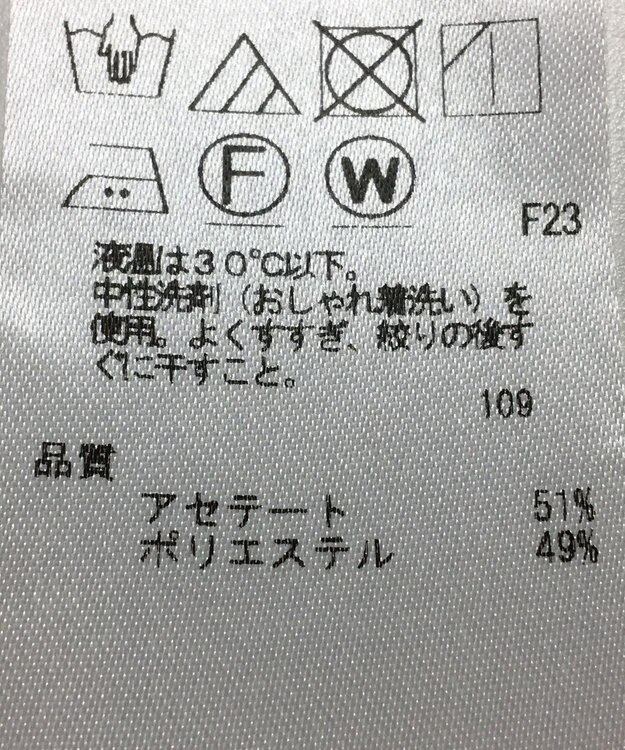 F
W
F23
液温は30℃以下。
中性洗剤（おしゃれ着洗い）を
使用。よくすすぎ、絞りの後す
ぐに干すこと。
109
品質
アセテート 51%
ポリエステル 49%